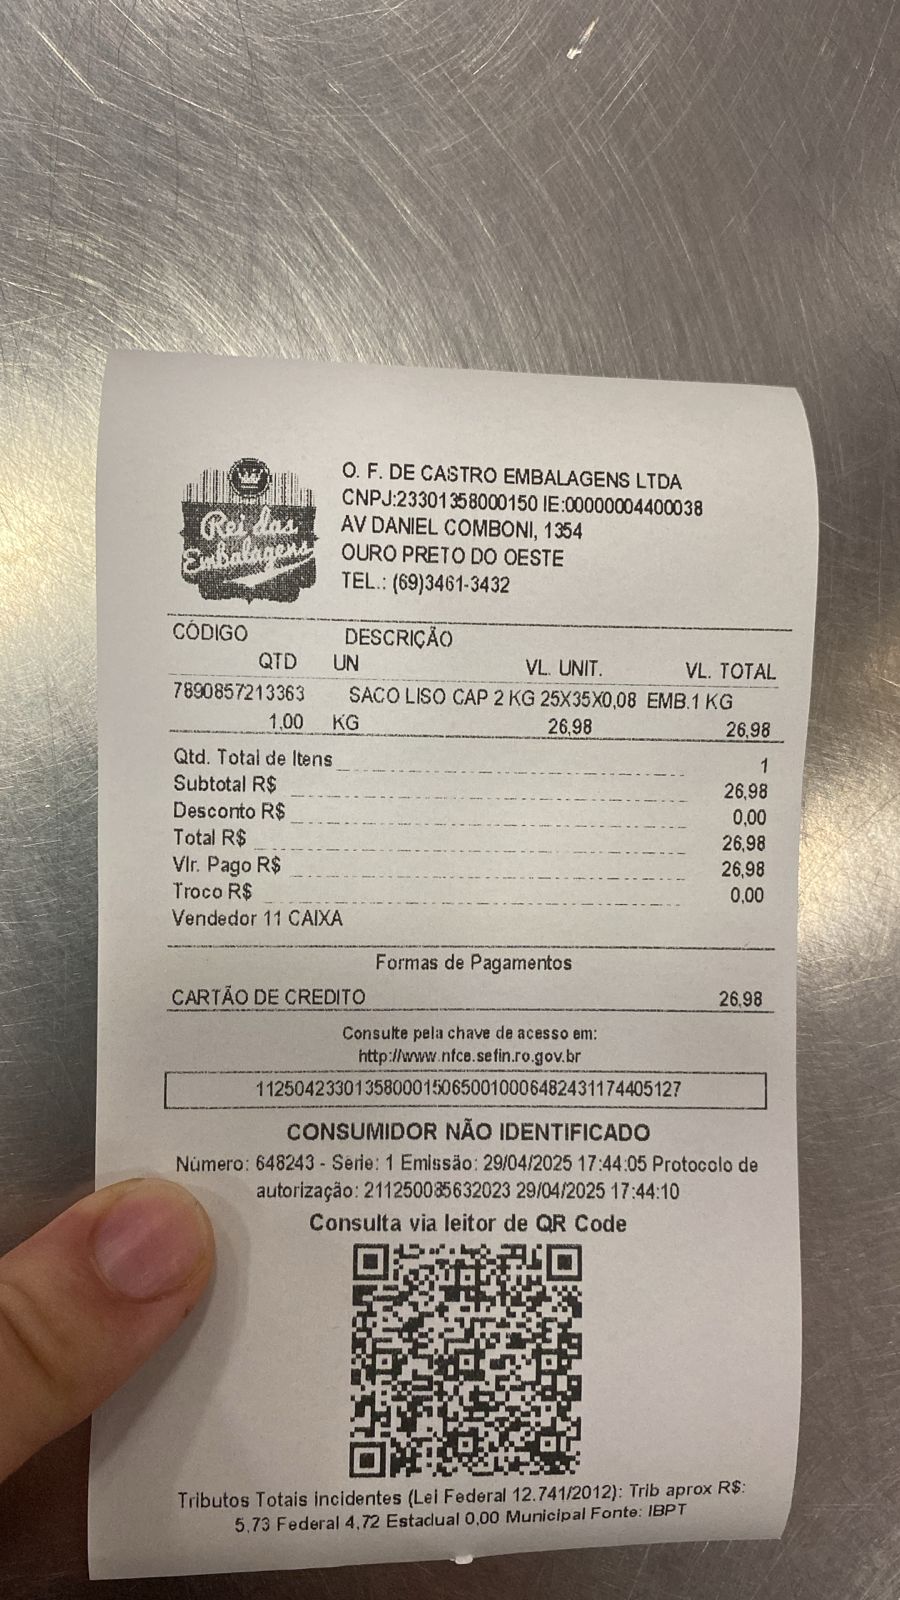 Rei das
Embalagens
O. F. DE CASTRO EMBALAGENS LTDA
CNPJ:23301358000150 IE:00000004400038
AV DANIEL COMBONI, 1354
OURO PRETO DO OESTE
TEL.: (69)3461-3432
CÓDIGO DESCRIÇÃO
QTD UN VL. UNIT. VL. TOTAL
7890857213363 SACO LISO CAP 2 KG 25X35X0,08 EMB.1 KG
1,00 KG 26,98 26,98
Qtd. Total de Itens 1
Subtotal R$ 26,98
Desconto R$ 0,00
Total R$ 26,98
Vlr. Pago R$ 26,98
Troco R$ 0,00
Vendedor 11 CAIXA
Formas de Pagamentos
CARTÃO DE CREDITO 26,98
Consulte pela chave de acesso em:
http://www.nfce.sefin.ro.gov.br
11250423301358000150650010006482431174405127
CONSUMIDOR NÃO IDENTIFICADO
Número: 648243 - Série: 1 Emissão: 29/04/2025 17:44:05 Protocolo de
autorização: 211250085632023 29/04/2025 17:44:10
Consulta via leitor de QR Code
Tributos Totais incidentes (Lei Federal 12.741/2012): Trib aprox R$:
5,73 Federal 4,72 Estadual 0,00 Municipal Fonte: IBPT